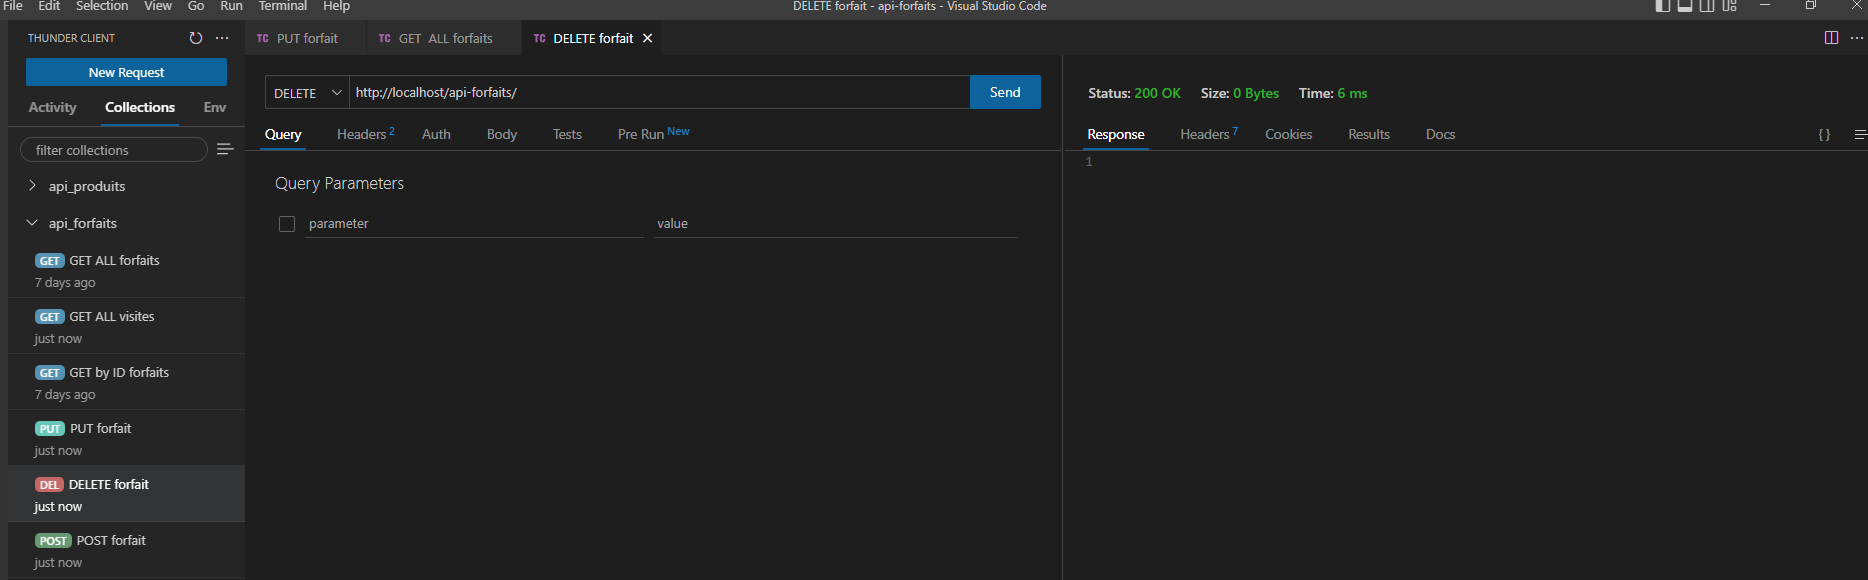 File Edit Selection View Go Run Terminal Help
DELETE forfait - api-forfaits - Visual Studio Code
THUNDER CLIENT
New Request
Activity Collections Env
filter collections
api_produits
api_forfaits
GET GET ALL forfaits
7 days ago
GET GET ALL visites
just now
GET GET by ID forfaits
7 days ago
PUT PUT forfait
just now
DEL DELETE forfait
just now
POST POST forfait
just now
TC PUT forfait
TC GET ALL forfaits
TC DELETE forfait
DELETE http://localhost/api-forfaits/ Send
Query Headers 2 Auth Body Tests Pre Run New
Query Parameters
parameter value
Status: 200 OK Size: 0 Bytes Time: 6 ms
Response Headers 7 Cookies Results Docs { }
1